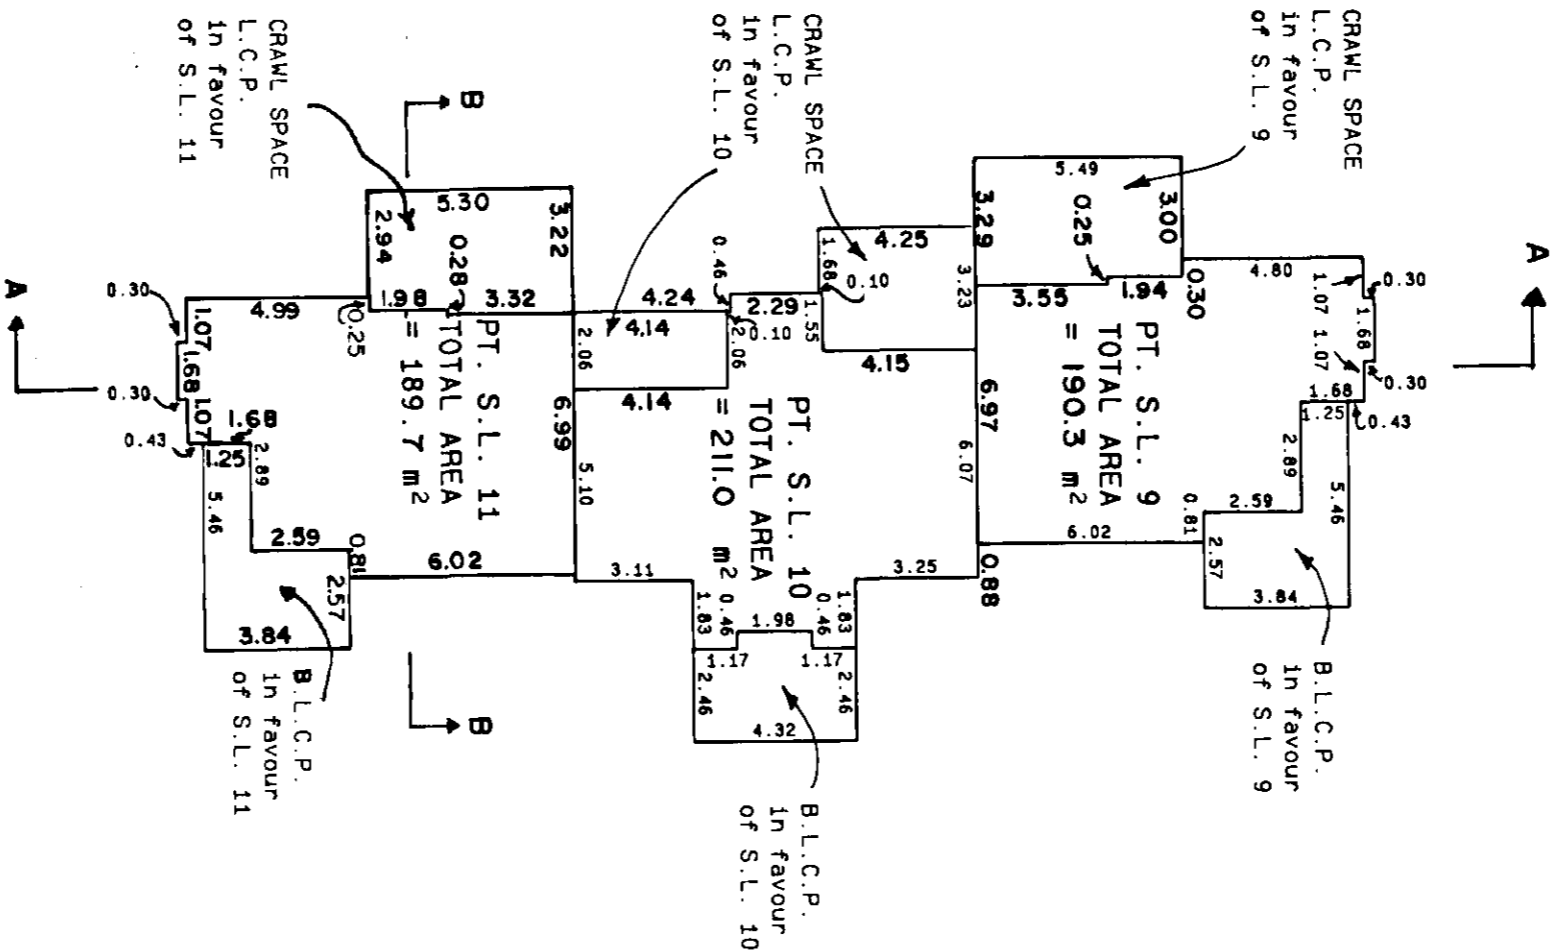 CRAWL SPACE
L.C.P.
in favour
of S.L. 9
CRAWL SPACE
L.C.P.
in favour
of S.L. 10
CRAWL SPACE
L.C.P.
in favour
of S.L. 11
A
A
B
B
PT. S.L. 9
TOTAL AREA
= 190.3 m²
5.49
3.00
0.25
3.29
3.23
3.55
1.94
0.30
4.80
1.07
0.30
1.68
1.07
0.30
1.68
0.43
1.25
2.89
5.46
2.59
0.81
2.57
3.84
6.02
6.97
6.07
0.88
B.L.C.P.
in favour
of S.L. 9
PT. S.L. 10
TOTAL AREA
= 211.0 m²
4.25
1.68
0.10
1.55
4.15
2.29
0.46
0.10
4.24
4.14
2.06
2.06
4.14
3.25
1.83
0.46
1.98
0.46
1.83
1.17
1.17
2.46
2.46
4.32
3.11
5.10
6.99
B.L.C.P.
in favour
of S.L. 10
PT. S.L. 11
TOTAL AREA
= 189.7 m²
5.30
3.22
2.94
0.28
1.98
3.32
0.25
4.99
0.30
1.07
1.68
0.30
1.07
0.43
1.68
1.25
2.89
5.46
2.59
0.81
2.57
3.84
6.02
B.L.C.P.
in favour
of S.L. 11